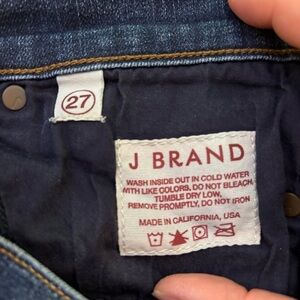 27
J BRAND
WASH INSIDE OUT IN COLD WATER
WITH LIKE COLORS, DO NOT BLEACH,
TUMBLE DRY LOW,
REMOVE PROMPTLY, DO NOT IRON
MADE IN CALIFORNIA, USA